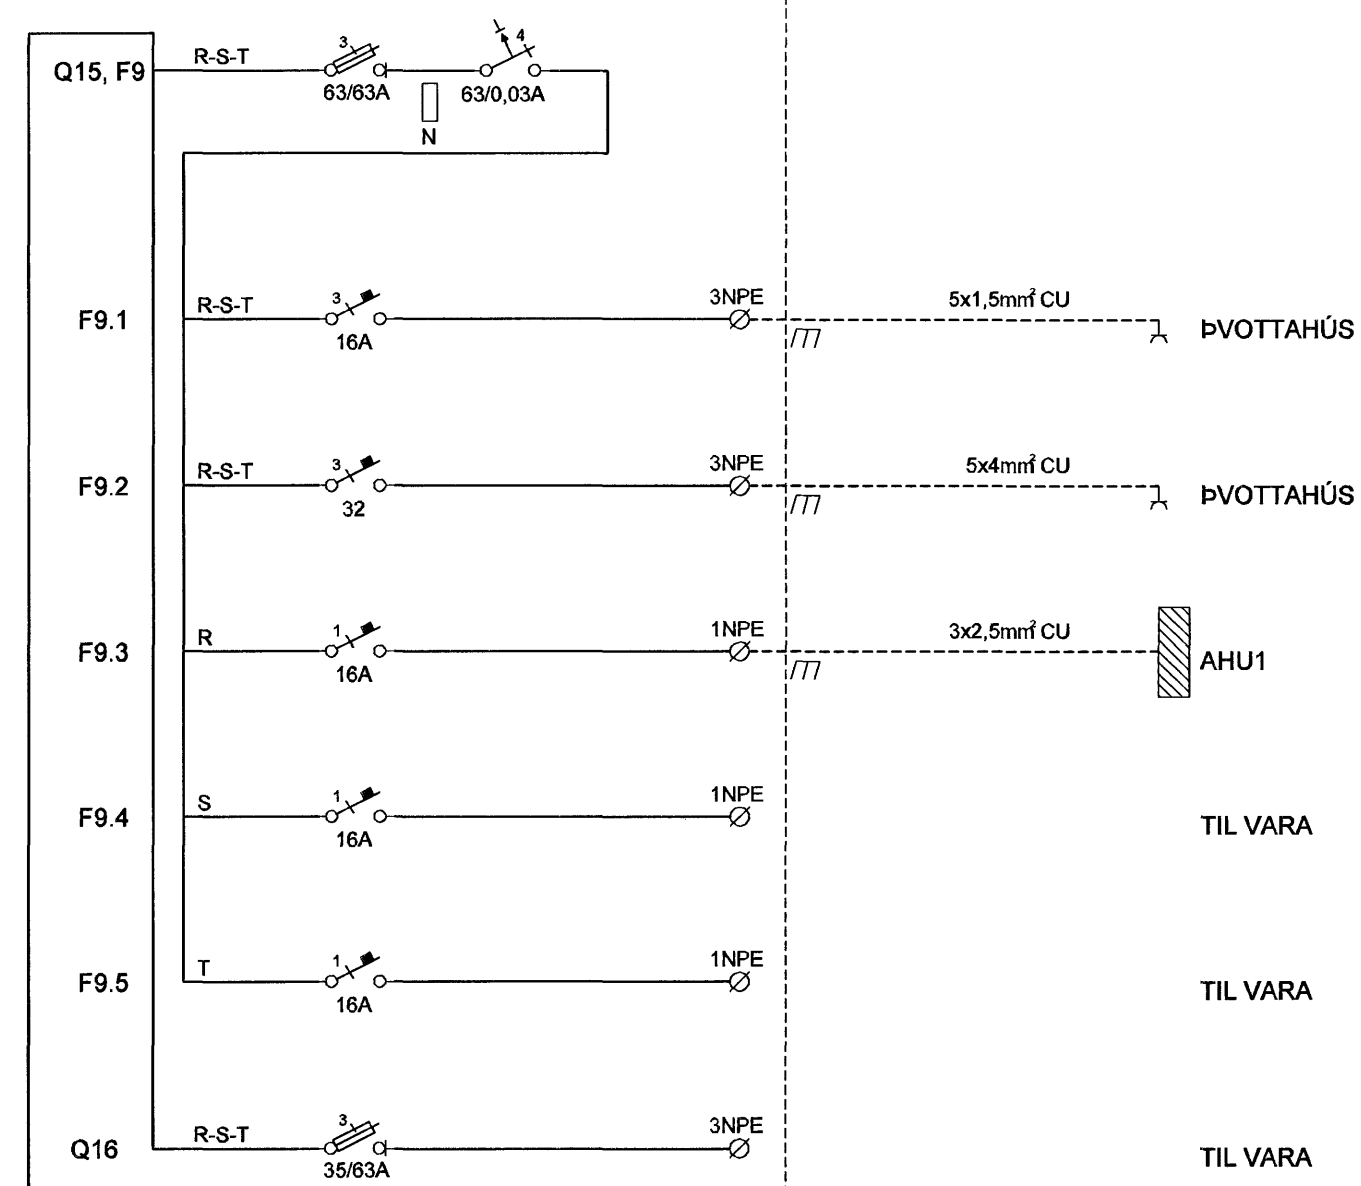 Q15, F9 R-S-T 3 63/63A N 4 63/0,03A
F9.1 R-S-T 3 16A 3NPE 5x1,5mm² CU ÞVOTTAHÚS
F9.2 R-S-T 3 32 3NPE 5x4mm² CU ÞVOTTAHÚS
F9.3 R 1 16A 1NPE 3x2,5mm² CU AHU1
F9.4 S 1 16A 1NPE TIL VARA
F9.5 T 1 16A 1NPE TIL VARA
Q16 R-S-T 3 35/63A 3NPE TIL VARA